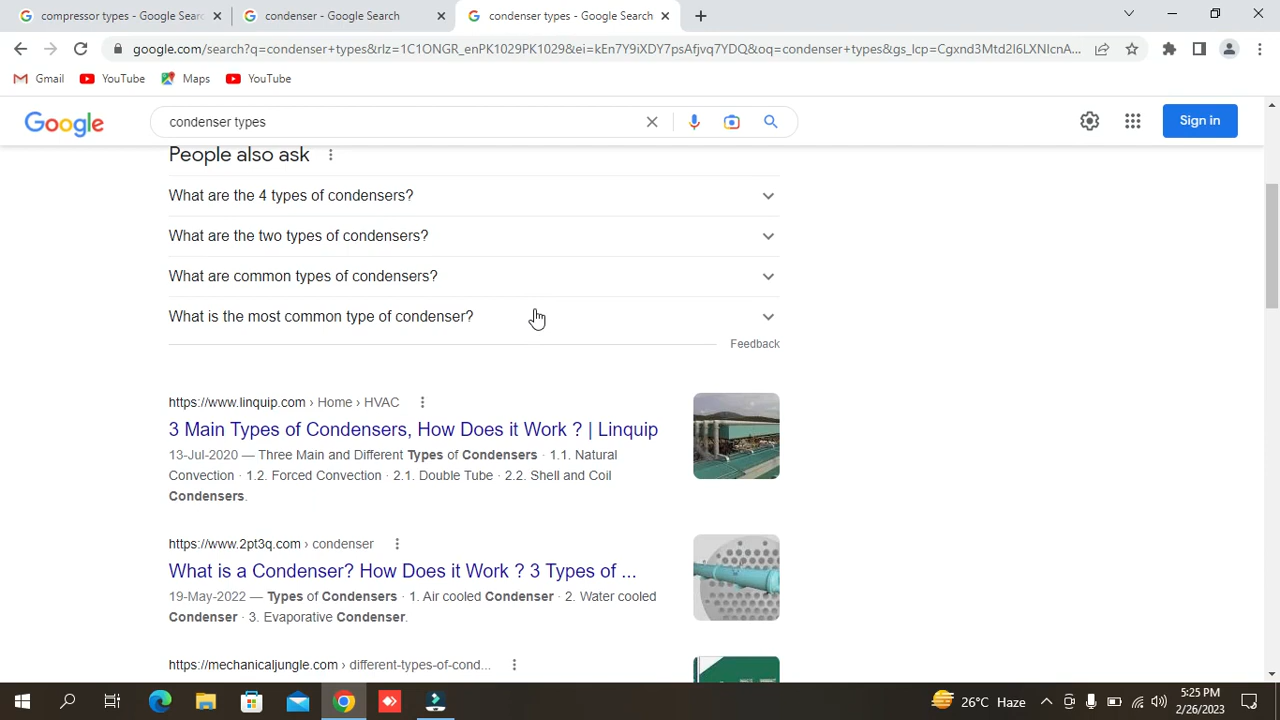 compressor types - Google Searc
condenser - Google Search
condenser types - Google Search
google.com/search?q=condenser+types&rlz=1C1ONGR_enPK1029PK1029&ei=kEn7Y9iXDY7psAfjvq7YDQ&oq=condenser+types&gs_lcp=Cgxnd3Mtd2l6LXNlcnA...
Gmail
YouTube
Maps
YouTube
Google
condenser types
Sign in
People also ask
What are the 4 types of condensers?
What are the two types of condensers?
What are common types of condensers?
What is the most common type of condenser?
Feedback
https://www.linquip.com › Home › HVAC
3 Main Types of Condensers, How Does it Work ? | Linquip
13-Jul-2020 — Three Main and Different Types of Condensers · 1.1. Natural
Convection · 1.2. Forced Convection · 2.1. Double Tube · 2.2. Shell and Coil
Condensers.
https://www.2pt3q.com › condenser
What is a Condenser? How Does it Work ? 3 Types of ...
19-May-2022 — Types of Condensers · 1. Air cooled Condenser · 2. Water cooled
Condenser · 3. Evaporative Condenser.
https://mechanicaljungle.com › different-types-of-cond...
26°C Haze
5:25 PM
2/26/2023